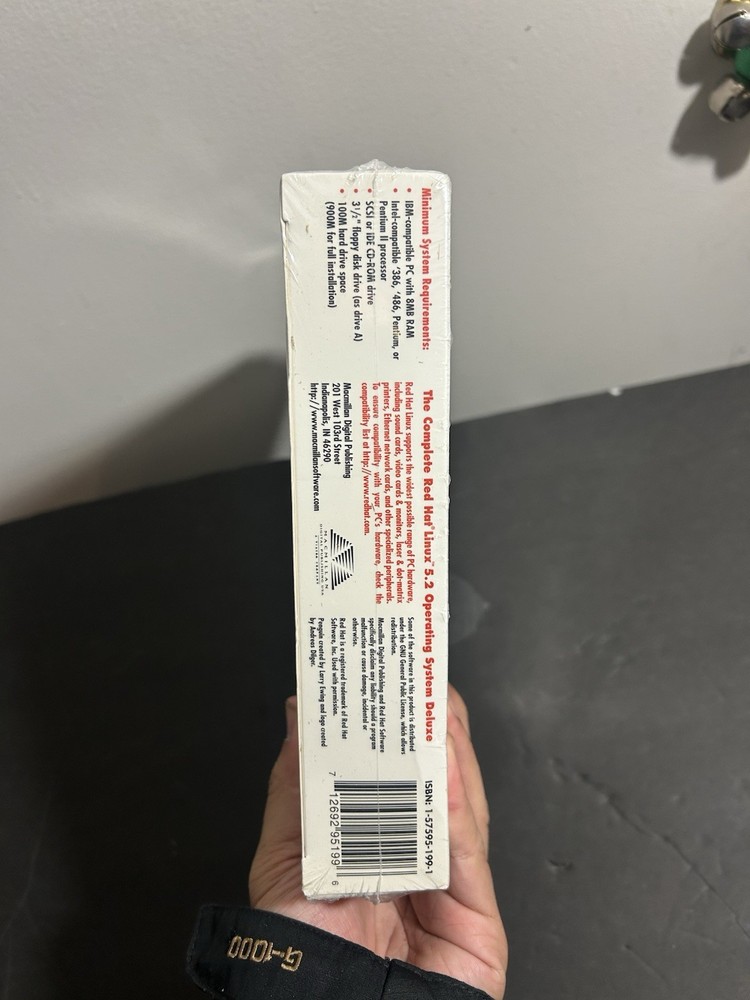 Minimum System Requirements:
• IBM-compatible PC with 8MB RAM
• Intel-compatible '386, '486, Pentium, or
Pentium II processor
• SCSI or IDE CD-ROM drive
• 3 1/2" floppy disk drive (as drive A)
• 100M hard drive space
(900M for full installation)
The Complete Red Hat® Linux™ 5.2 Operating System Deluxe
Red Hat Linux supports the widest possible range of PC hardware,
including sound cards, video cards & monitors, laser & dot-matrix
printers, Ethernet network cards, and other specialized peripherals.
To ensure compatibility with your PC's hardware, check the
compatibility list at http://www.redhat.com.
Macmillan Digital Publishing
201 West 103rd Street
Indianapolis, IN 46290
http://www.macmillansoftware.com
MACMILLAN
DIGITAL PUBLISHING USA
Some of the software in this product is distributed
under the GNU General Public License, which allows
redistribution.
Macmillan Digital Publishing and Red Hat Software
specifically disclaim any liability should a program
malfunction or cause damage, incidental or
otherwise.
Red Hat is a registered trademark of Red Hat
Software, Inc. Used with permission.
Penguin created by Larry Ewing and logo created
by Andreas Dilger.
ISBN: 1-57595-199-1
7 12692 95199 6
G-1000